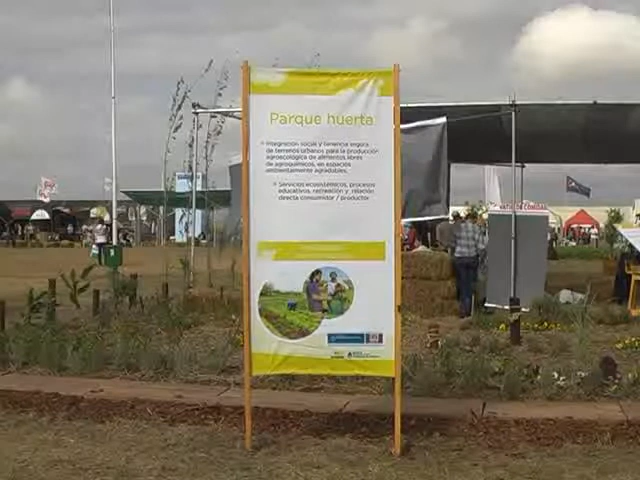 Parque huerta
Integración social y tenencia segura
de terrenos urbanos para la producción
agroecológica de alimentos libres
de agroquímicos, en espacios
ambientalmente agradables.
Servicios ecosistémicos, procesos
educativos, recreación y relación
directa consumidor / productor